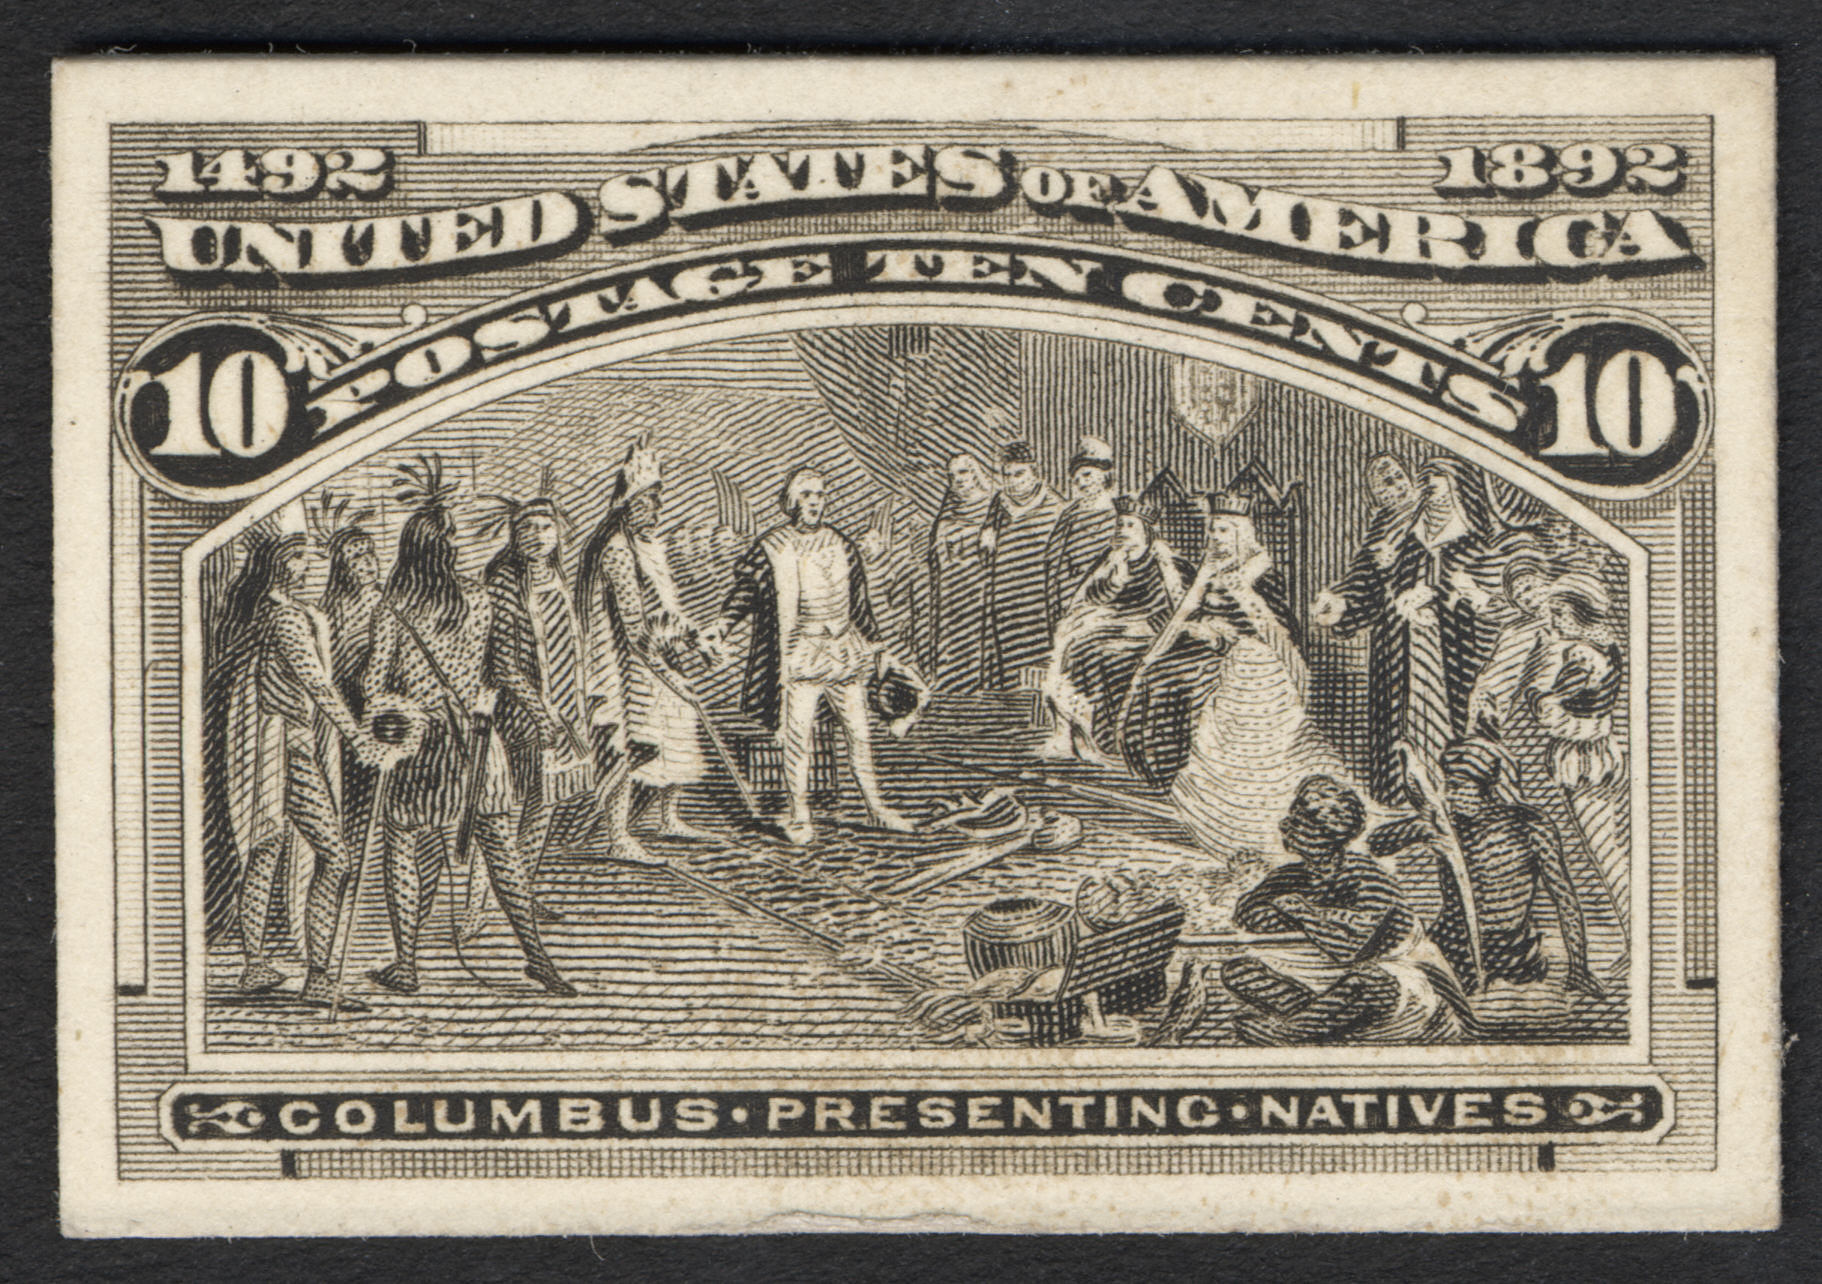 1492 1892
UNITED STATES OF AMERICA
POSTAGE TEN CENTS
10 10
COLUMBUS · PRESENTING · NATIVES